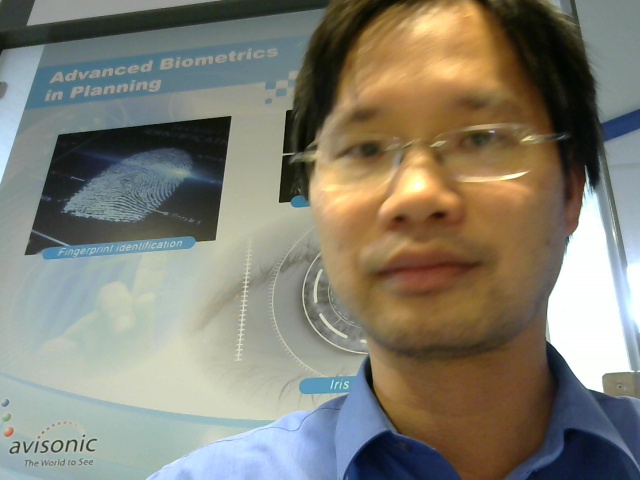 Advanced Biometrics
in Planning
Fingerprint identification
Iris
avisonic
The World to See